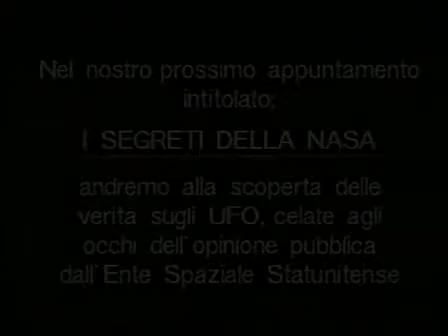 Nel nostro prossimo appuntamento
intitolato:
I SEGRETI DELLA NASA
andremo alla scoperta delle
verita sugli UFO, celate agli
occhi dell'opinione pubblica
dall'Ente Spaziale Statunitense